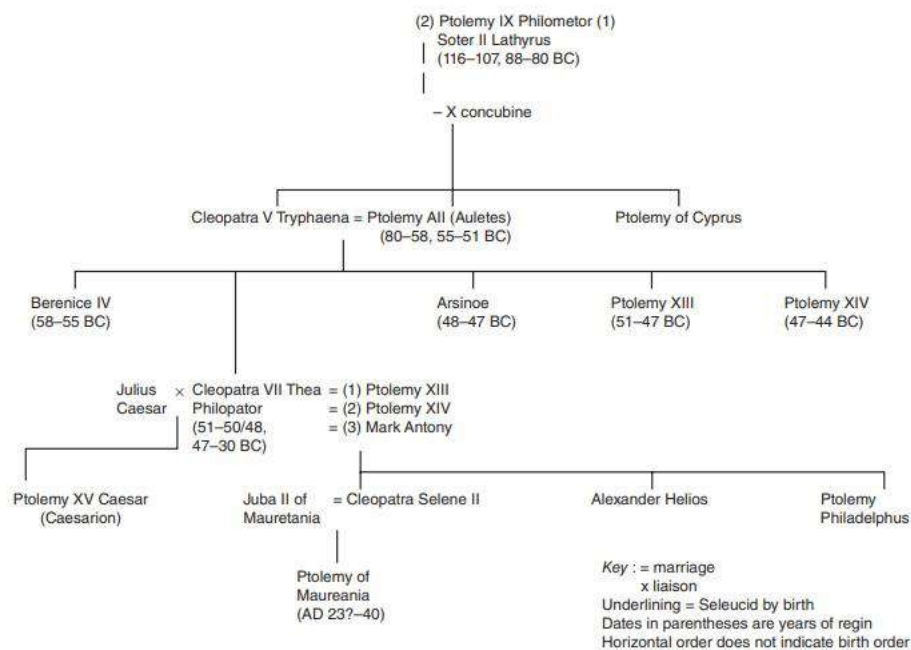 (2) Ptolemy IX Philometor (1)
Soter II Lathyrus
(116–107, 88–80 BC)
– X concubine
Cleopatra V Tryphaena = Ptolemy AII (Auletes)
(80–58, 55–51 BC)
Ptolemy of Cyprus
Berenice IV
(58–55 BC)
Arsinoe
(48–47 BC)
Ptolemy XIII
(51–47 BC)
Ptolemy XIV
(47–44 BC)
Julius
Caesar
× Cleopatra VII Thea
Philopator
(51–50/48,
47–30 BC)
= (1) Ptolemy XIII
= (2) Ptolemy XIV
= (3) Mark Antony
Ptolemy XV Caesar
(Caesarion)
Juba II of
Mauretania
= Cleopatra Selene II
Alexander Helios
Ptolemy
Philadelphus
Ptolemy of
Maureania
(AD 23?–40)
Key : = marriage
x liaison
Underlining = Seleucid by birth
Dates in parentheses are years of regin
Horizontal order does not indicate birth order